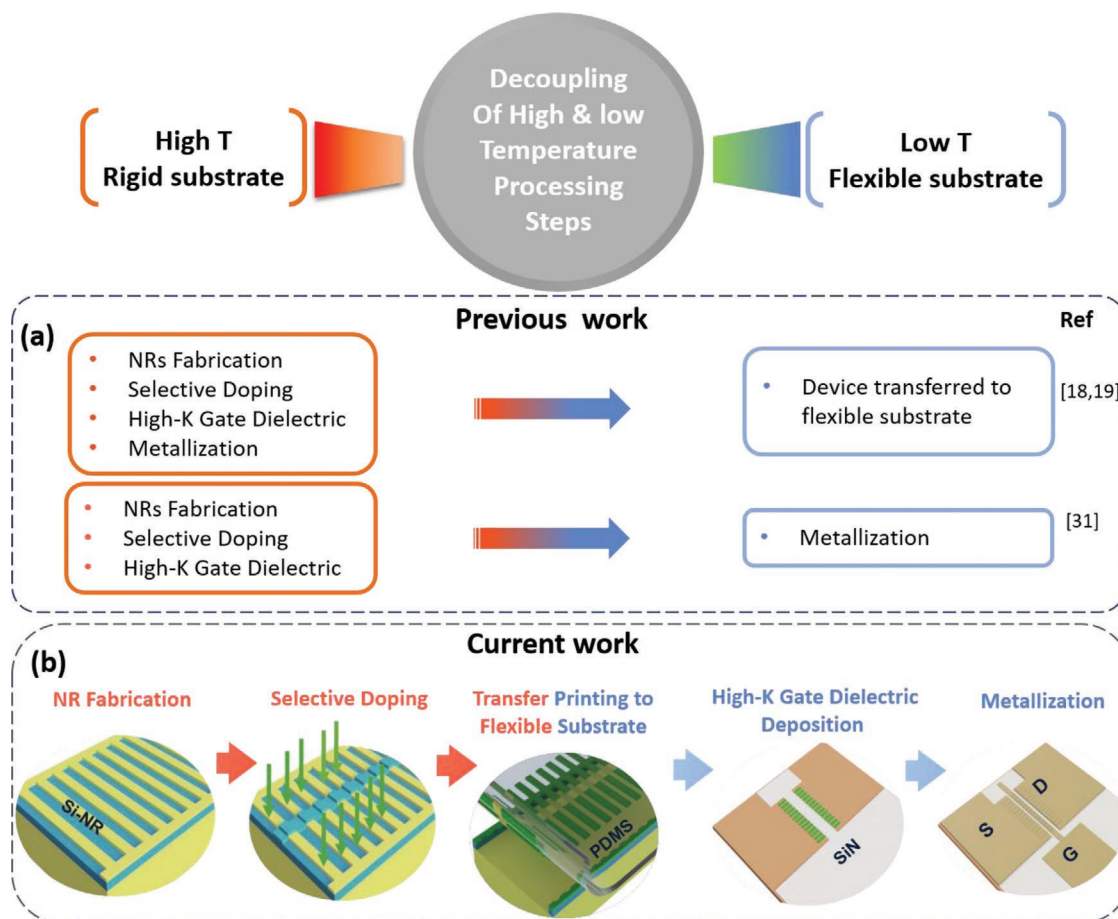 Decoupling
Of High & low
Temperature
Processing
Steps
High T
Rigid substrate
Low T
Flexible substrate
(a)
Previous work
Ref
• NRs Fabrication
• Selective Doping
• High-K Gate Dielectric
• Metallization
• Device transferred to
flexible substrate
[18,19]
• NRs Fabrication
• Selective Doping
• High-K Gate Dielectric
• Metallization
[31]
Current work
(b)
NR Fabrication
Selective Doping
Transfer Printing to
Flexible Substrate
High-K Gate Dielectric
Deposition
Metallization
Si-NR
PDMS
SiN
D
S
G